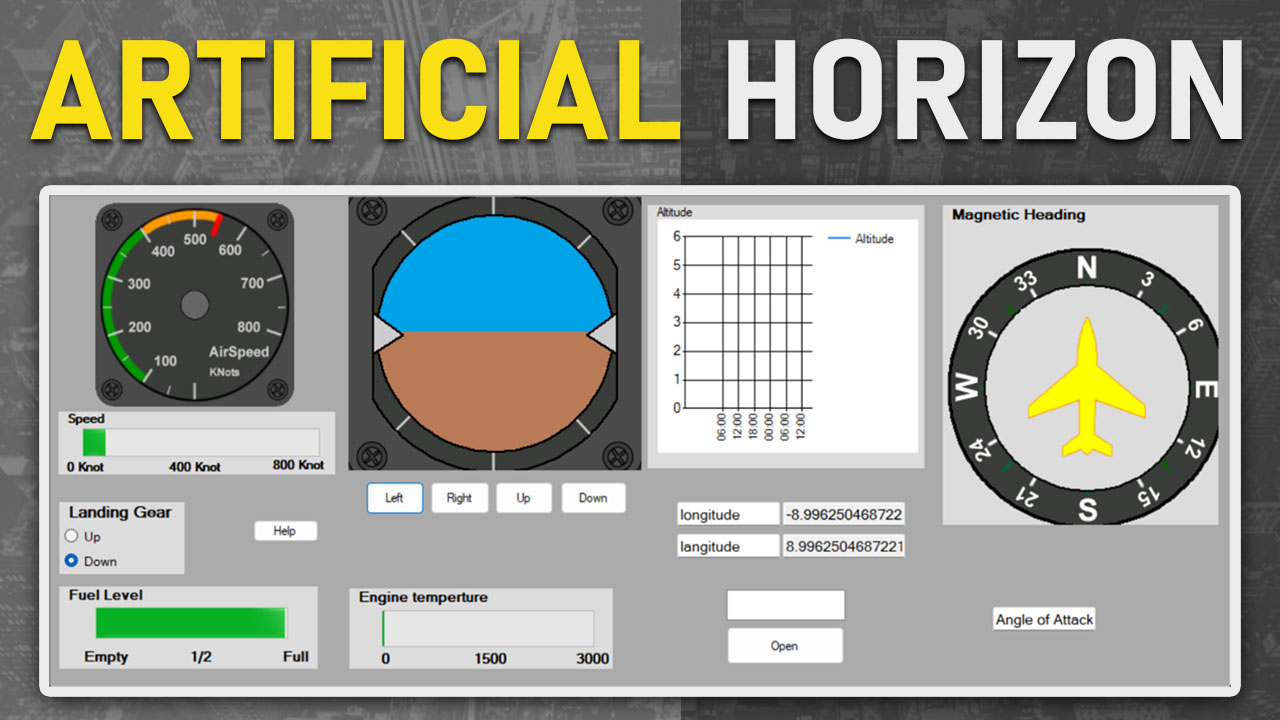 ARTIFICIAL HORIZON
500
400
600
300
700
200
800
100
AirSpeed
KNots
Speed
0 Knot 400 Knot 800 Knot
Landing Gear
Up
Down
Help
Fuel Level
Empty 1/2 Full
Left Right Up Down
Engine temperture
0 1500 3000
Altitude
Altitude
6
5
4
3
2
1
0
06:00 12:00 18:00 00:00 06:00 12:00
longitude -8.996250468722
langitude 8.9962504687221
Open
Magnetic Heading
N
3
6
E
12
15
S
21
24
W
30
33
Angle of Attack